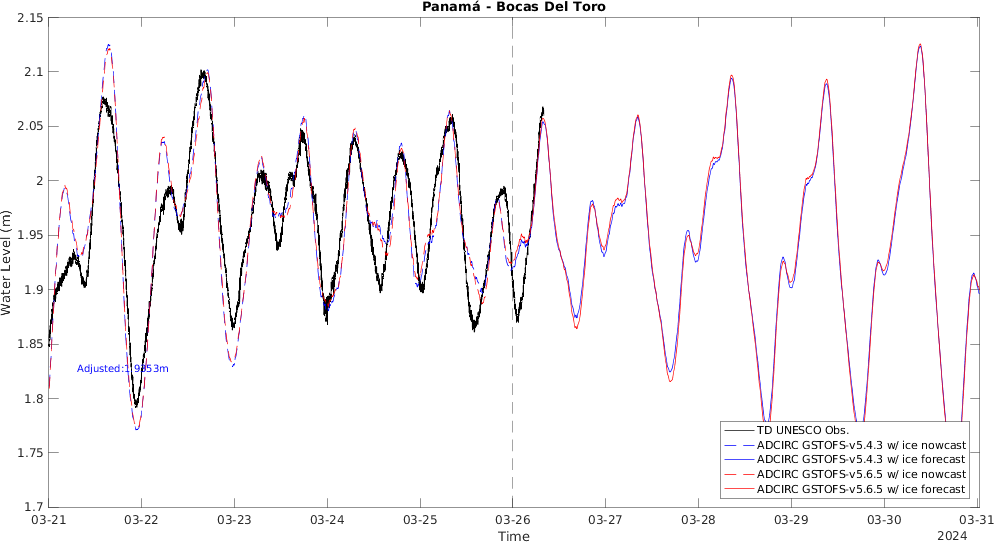 Panamá - Bocas Del Toro
2.15
2.1
2.05
2
1.95
1.9
1.85
1.8
1.75
1.7
Water Level (m)
03-21
03-22
03-23
03-24
03-25
03-26
03-27
03-28
03-29
03-30
03-31
Time
2024
TD UNESCO Obs.
ADCIRC GSTOFS-v5.4.3 w/ ice nowcast
ADCIRC GSTOFS-v5.4.3 w/ ice forecast
ADCIRC GSTOFS-v5.6.5 w/ ice nowcast
ADCIRC GSTOFS-v5.6.5 w/ ice forecast